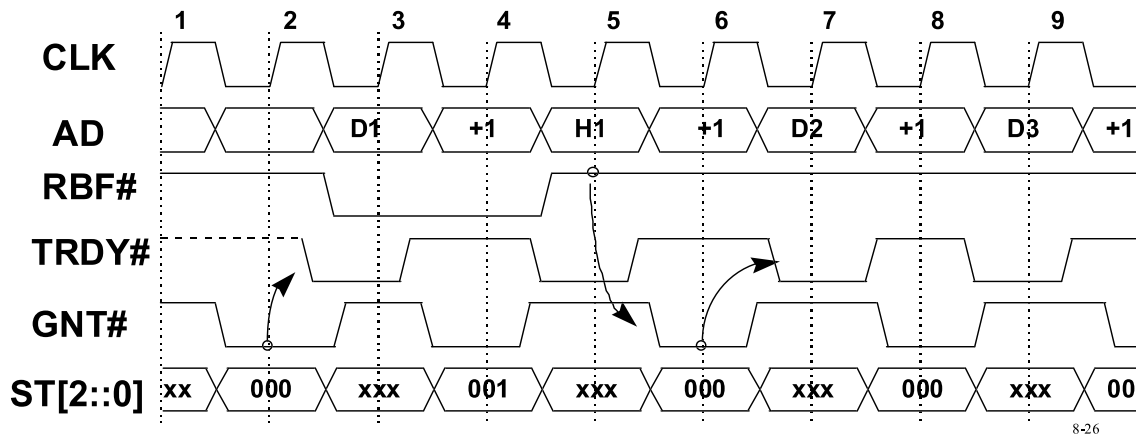 1 2 3 4 5 6 7 8 9
CLK
AD D1 +1 H1 +1 D2 +1 D3 +1
RBF#
TRDY#
GNT#
ST[2::0] xx 000 xxx 001 xxx 000 xxx 000 xxx 00
8-26